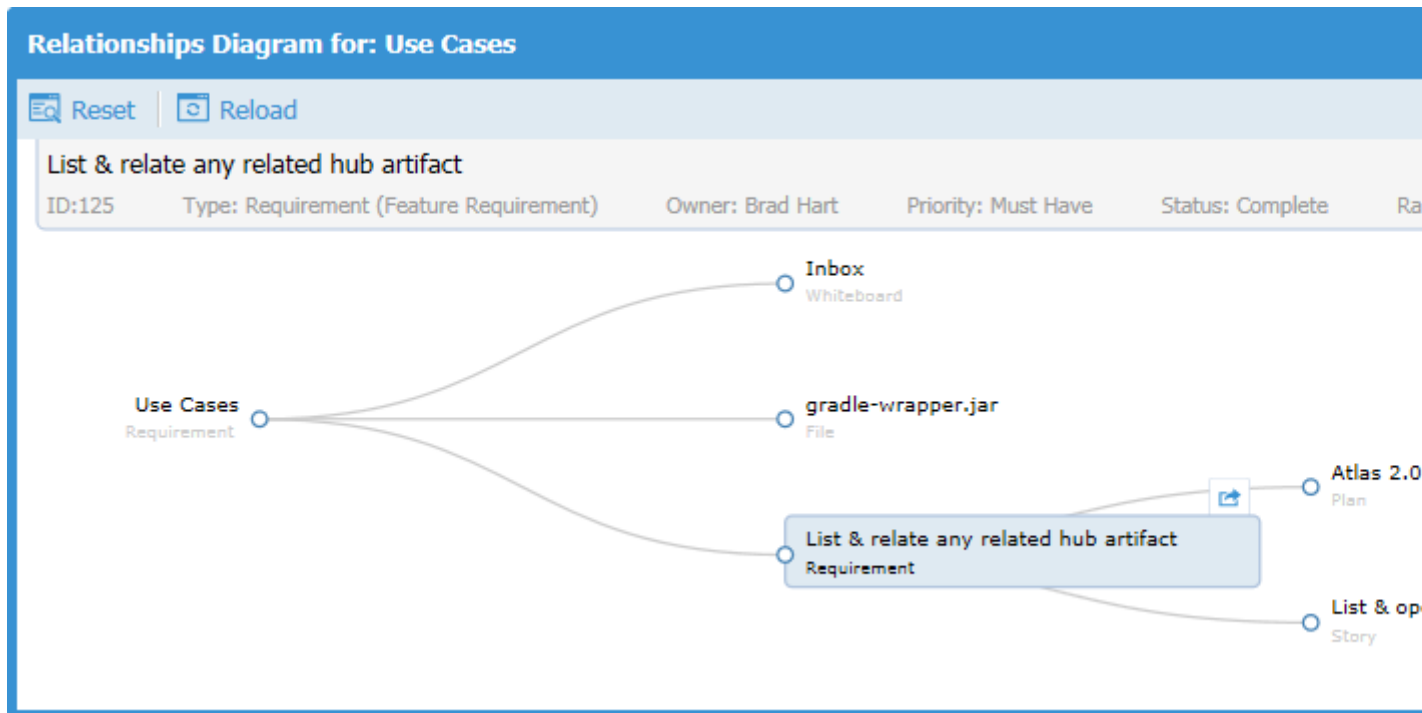 Relationships Diagram for: Use Cases
Reset Reload
List & relate any related hub artifact
ID:125 Type: Requirement (Feature Requirement) Owner: Brad Hart Priority: Must Have Status: Complete
Inbox
Whiteboard
Use Cases
Requirement
gradle-wrapper.jar
File
Atlas 2.0
Plan
List & relate any related hub artifact
Requirement
List &
Story